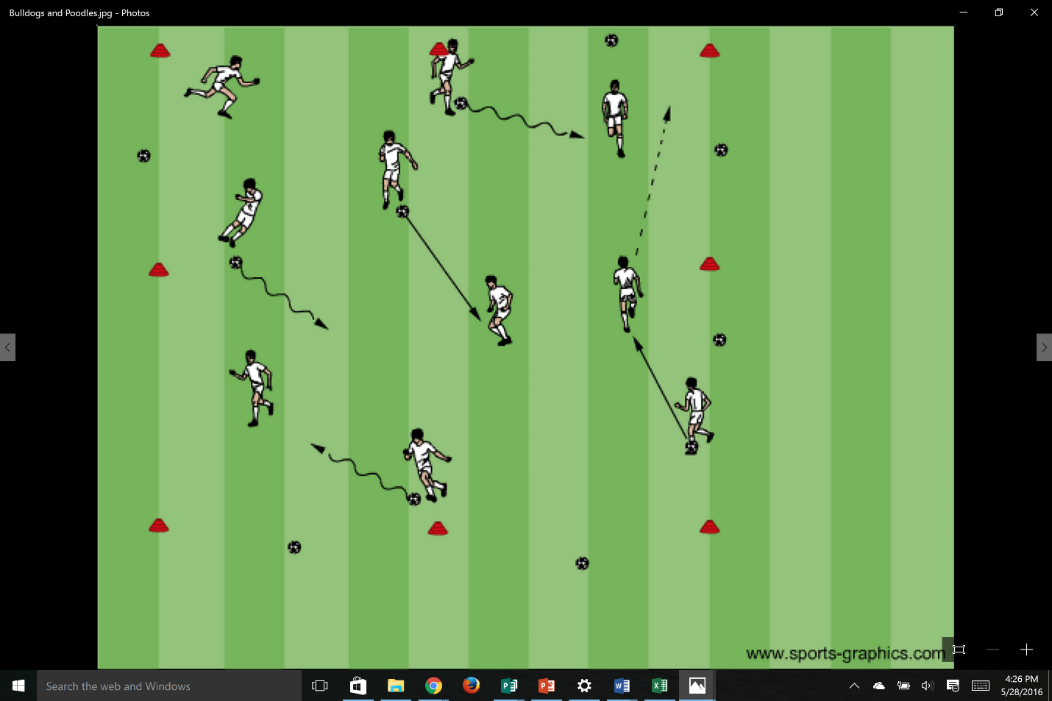 Bulldogs and Poodles.jpg - Photos
www.sports-graphics.com
Search the web and Windows
4:26 PM
5/28/2016